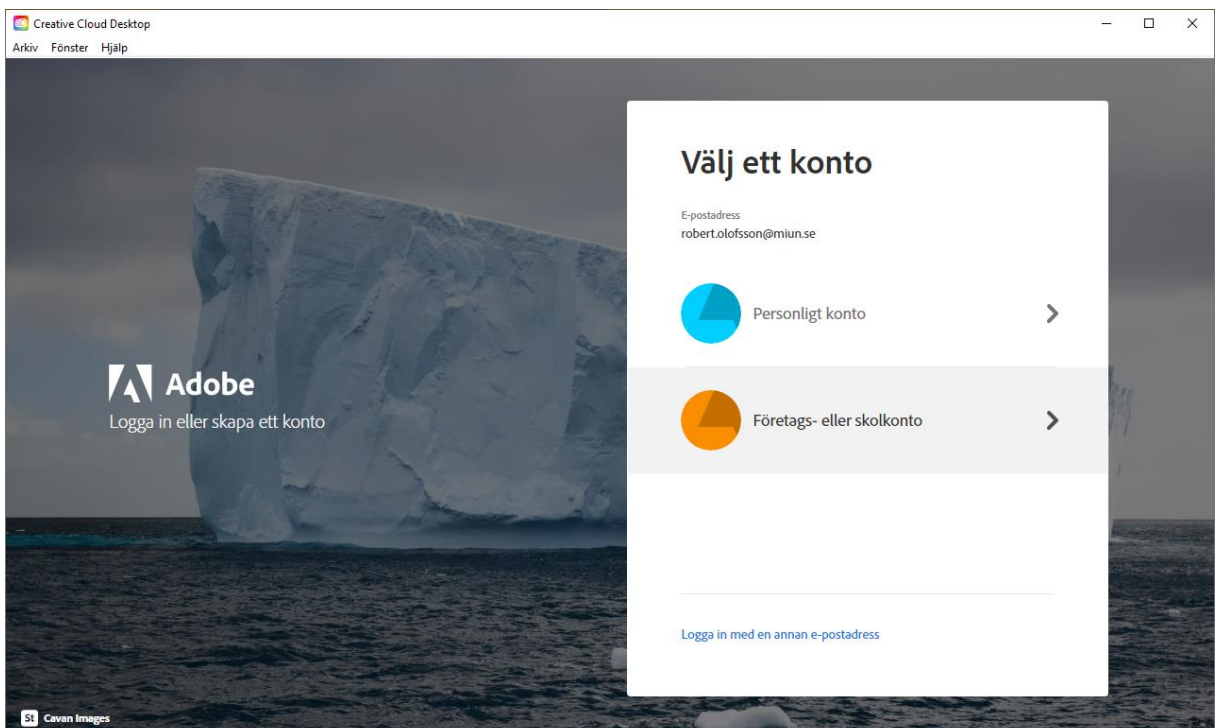 Creative Cloud Desktop
Arkiv Fönster Hjälp
Välj ett konto
E-postadress
robert.olofsson@miun.se
Personligt konto
Adobe
Logga in eller skapa ett konto
Företags- eller skolkonto
Logga in med en annan e-postadress
St Cavan Images